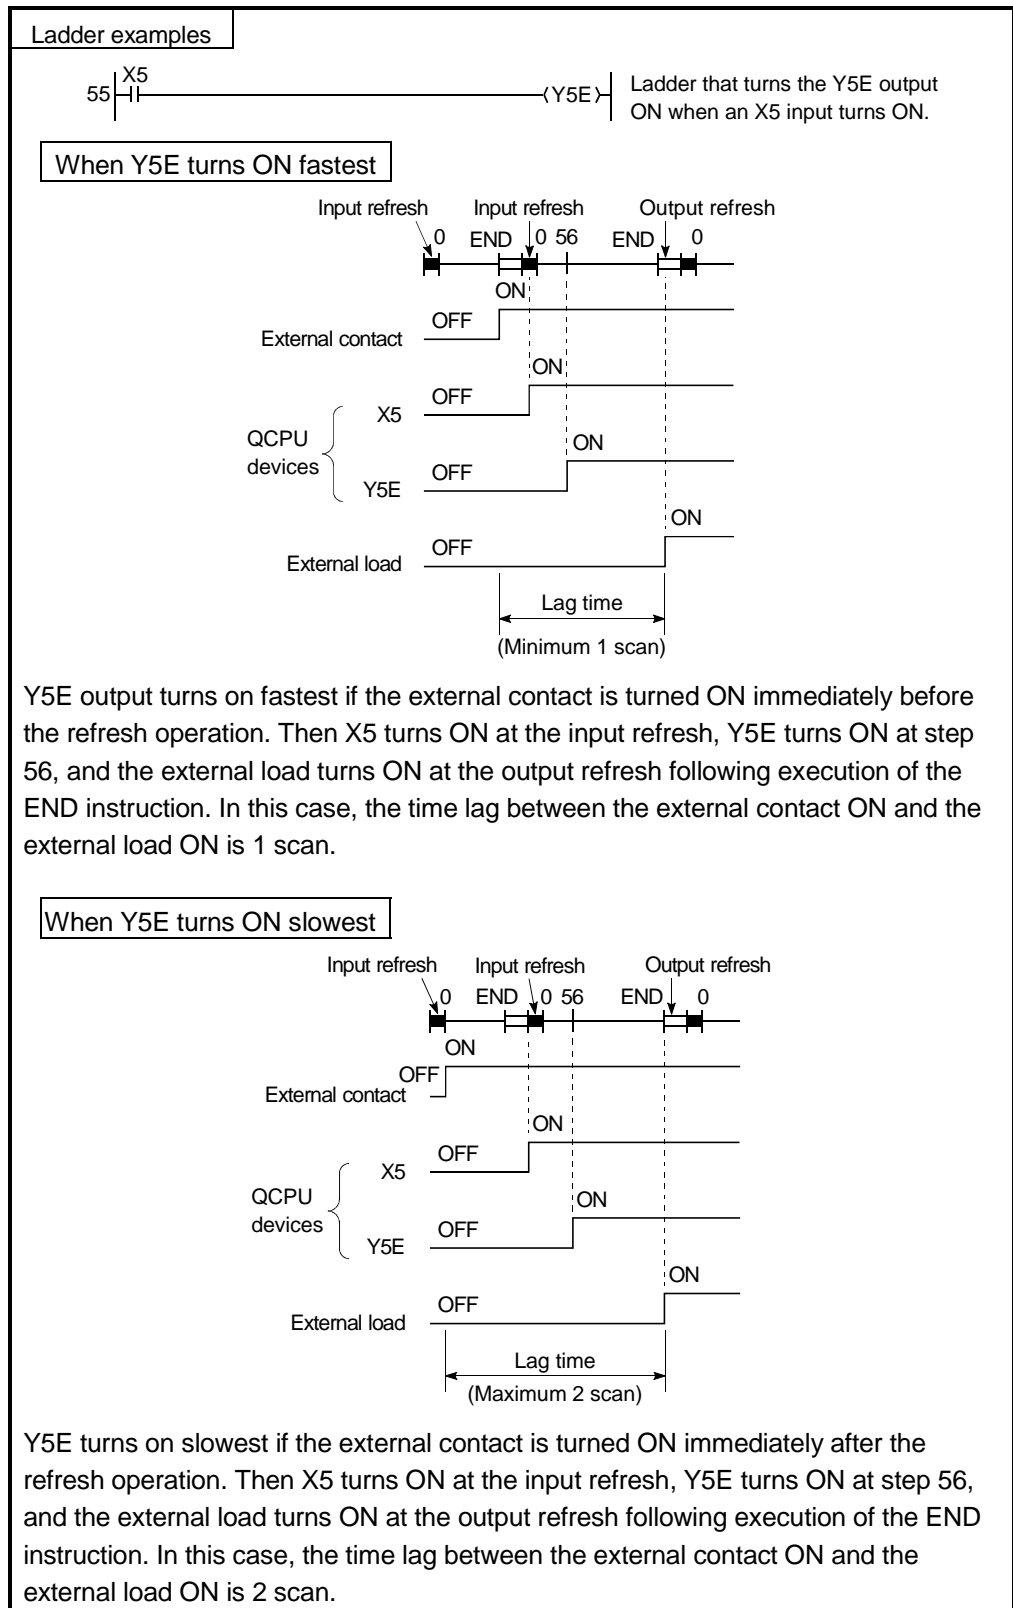 Ladder examples
X5
55
Y5E
Ladder that turns the Y5E output
ON when an X5 input turns ON.
When Y5E turns ON fastest
Input refresh Input refresh Output refresh
0 END 0 56 END 0
ON
OFF
External contact
ON
OFF
X5
QCPU
devices
ON
OFF
Y5E
ON
OFF
External load
Lag time
(Minimum 1 scan)
Y5E output turns on fastest if the external contact is turned ON immediately before
the refresh operation. Then X5 turns ON at the input refresh, Y5E turns ON at step
56, and the external load turns ON at the output refresh following execution of the
END instruction. In this case, the time lag between the external contact ON and the
external load ON is 1 scan.
When Y5E turns ON slowest
Input refresh Input refresh Output refresh
0 END 0 56 END 0
ON
OFF
External contact
ON
OFF
X5
QCPU
devices
ON
OFF
Y5E
ON
OFF
External load
Lag time
(Maximum 2 scan)
Y5E turns on slowest if the external contact is turned ON immediately after the
refresh operation. Then X5 turns ON at the input refresh, Y5E turns ON at step 56,
and the external load turns ON at the output refresh following execution of the END
instruction. In this case, the time lag between the external contact ON and the
external load ON is 2 scan.